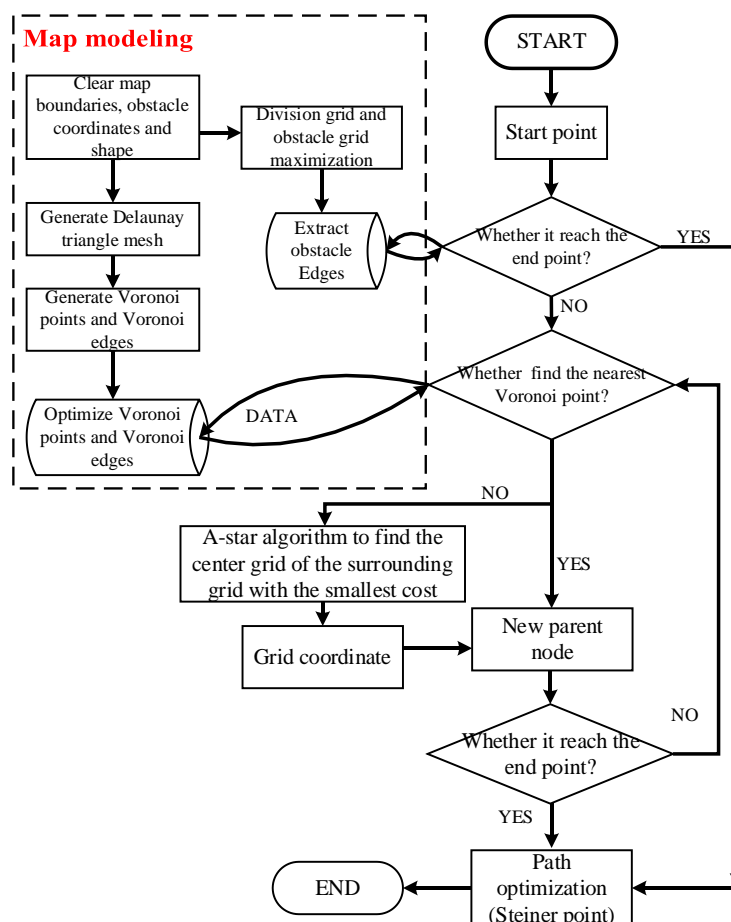 Map modeling
Clear map
boundaries, obstacle
coordinates and
shape
Division grid and
obstacle grid
maximization
Generate Delaunay
triangle mesh
Extract
obstacle
Edges
Generate Voronoi
points and Voronoi
edges
Optimize Voronoi
points and Voronoi
edges
DATA
START
Start point
Whether it reach the
end point?
YES
NO
Whether find the nearest
Voronoi point?
NO
YES
A-star algorithm to find the
center grid of the surrounding
grid with the smallest cost
Grid coordinate
New parent
node
Whether it reach the
end point?
NO
YES
Path
optimization
(Steiner point)
END